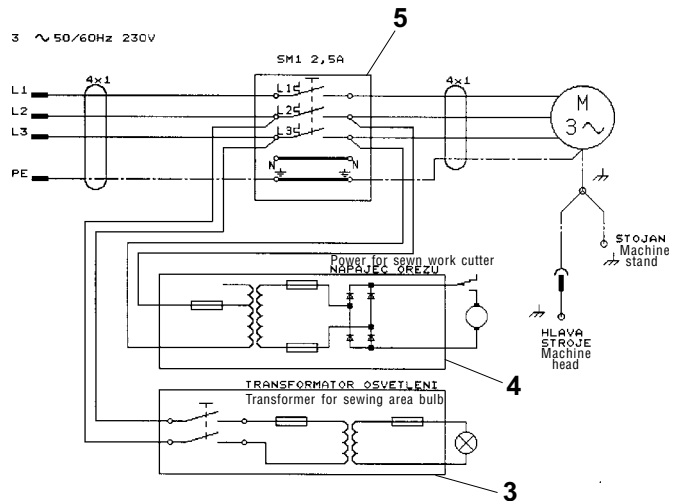 5
3 ∿ 50/60Hz 230V
SM1 2,5A
4x1
4x1
L1
L1
M
3 ∿
L2
L2
L3
L3
N
N
PE
STOJAN
Machine
stand
Power for sewn work cutter
NAPAJEC OREZU
HLAVA
STROJE
Machine
head
4
TRANSFORMATOR OSVETLENI
Transformer for sewing area bulb
3